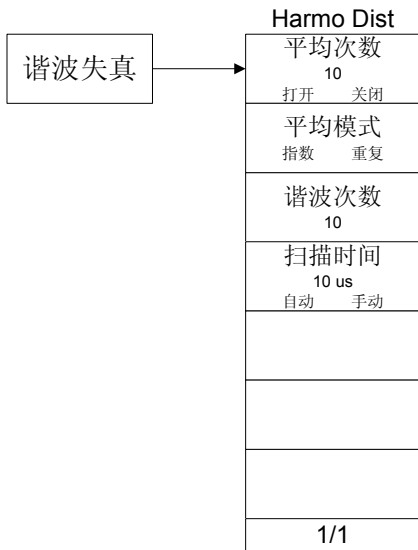 Harmo Dist
谐波失真
平均次数
10
打开 关闭
平均模式
指数 重复
谐波次数
10
扫描时间
10 us
自动 手动
1/1